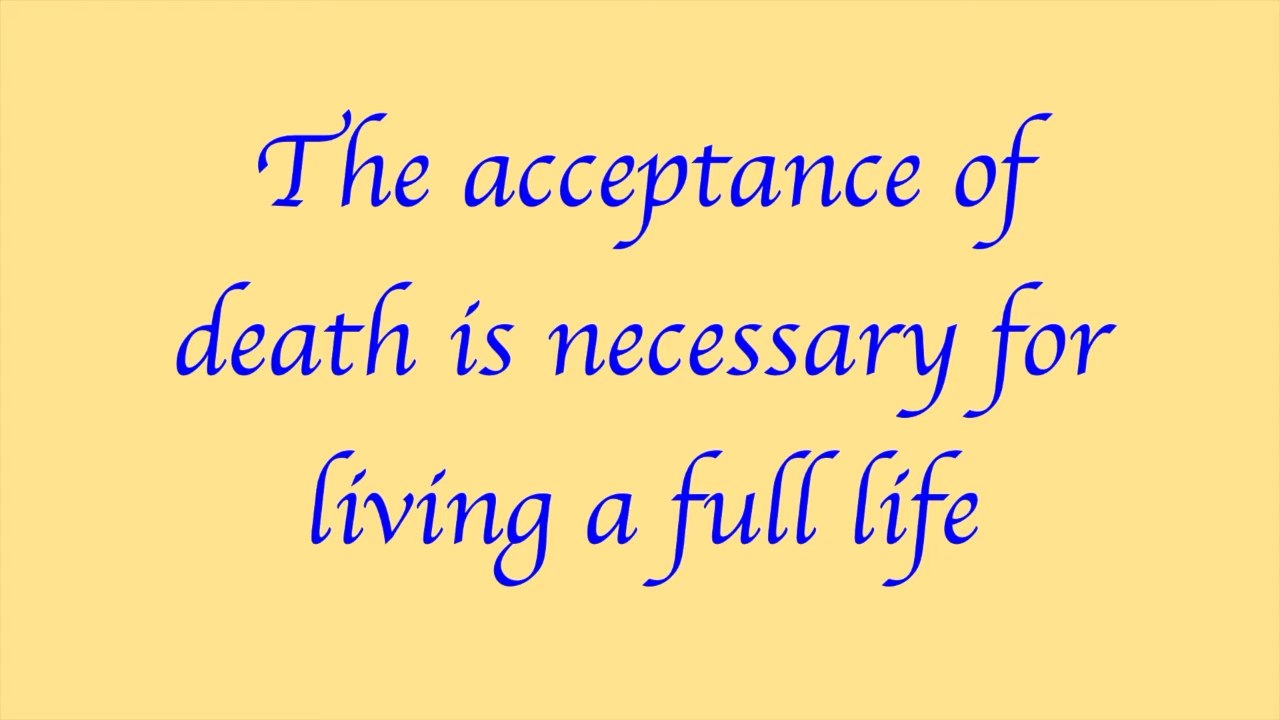 The acceptance of
death is necessary for
living a full life